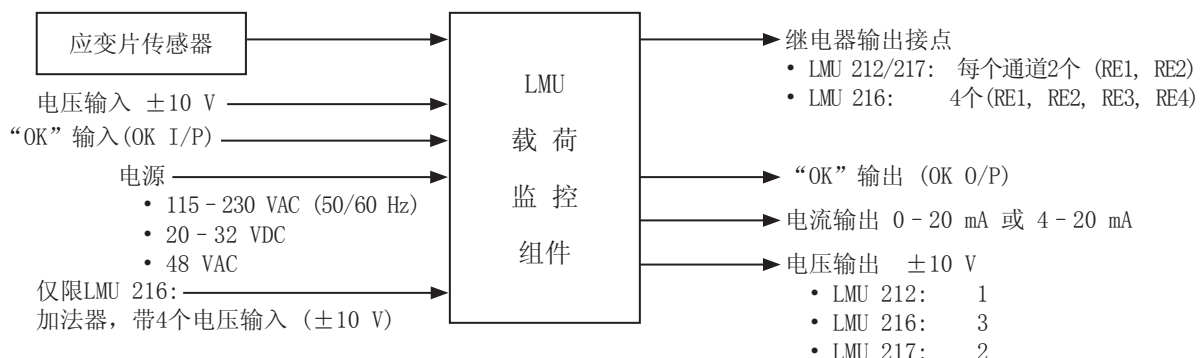 应变片传感器
电压输入 ±10 V
“OK”输入(OK I/P)
电源
• 115–230 VAC (50/60 Hz)
• 20–32 VDC
• 48 VAC
仅限LMU 216:
加法器，带4个电压输入 (±10 V)
LMU
载 荷
监 控
组件
继电器输出接点
• LMU 212/217: 每个通道2个 (RE1, RE2)
• LMU 216: 4个(RE1, RE2, RE3, RE4)
“OK”输出 (OK O/P)
电流输出 0–20 mA 或 4–20 mA
电压输出 ±10 V
• LMU 212: 1
• LMU 216: 3
• LMU 217: 2